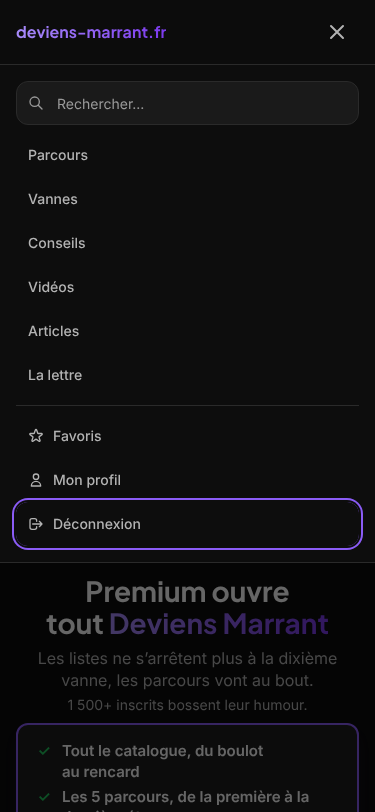 deviens-marrant.fr
Rechercher...
Parcours
Vannes
Conseils
Vidéos
Articles
La lettre
Favoris
Mon profil
Déconnexion
Premium ouvre
tout Deviens Marrant
Les listes ne s'arrêtent plus à la dixième
vanne, les parcours vont au bout.
1 500+ inscrits bossent leur humour.
Tout le catalogue, du boulot
au rencard
Les 5 parcours, de la première à la